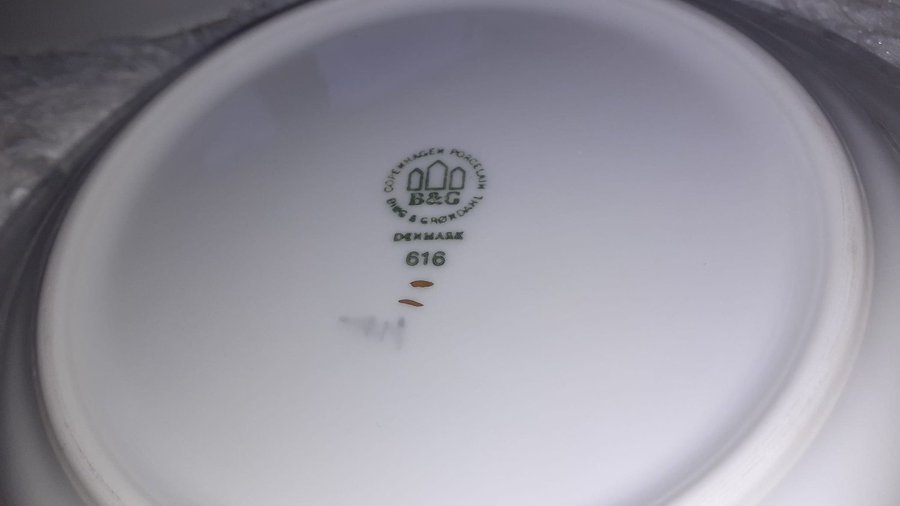 COPENHAGEN PORCELAIN
B&G
BING & GRØNDAHL
DENMARK
616